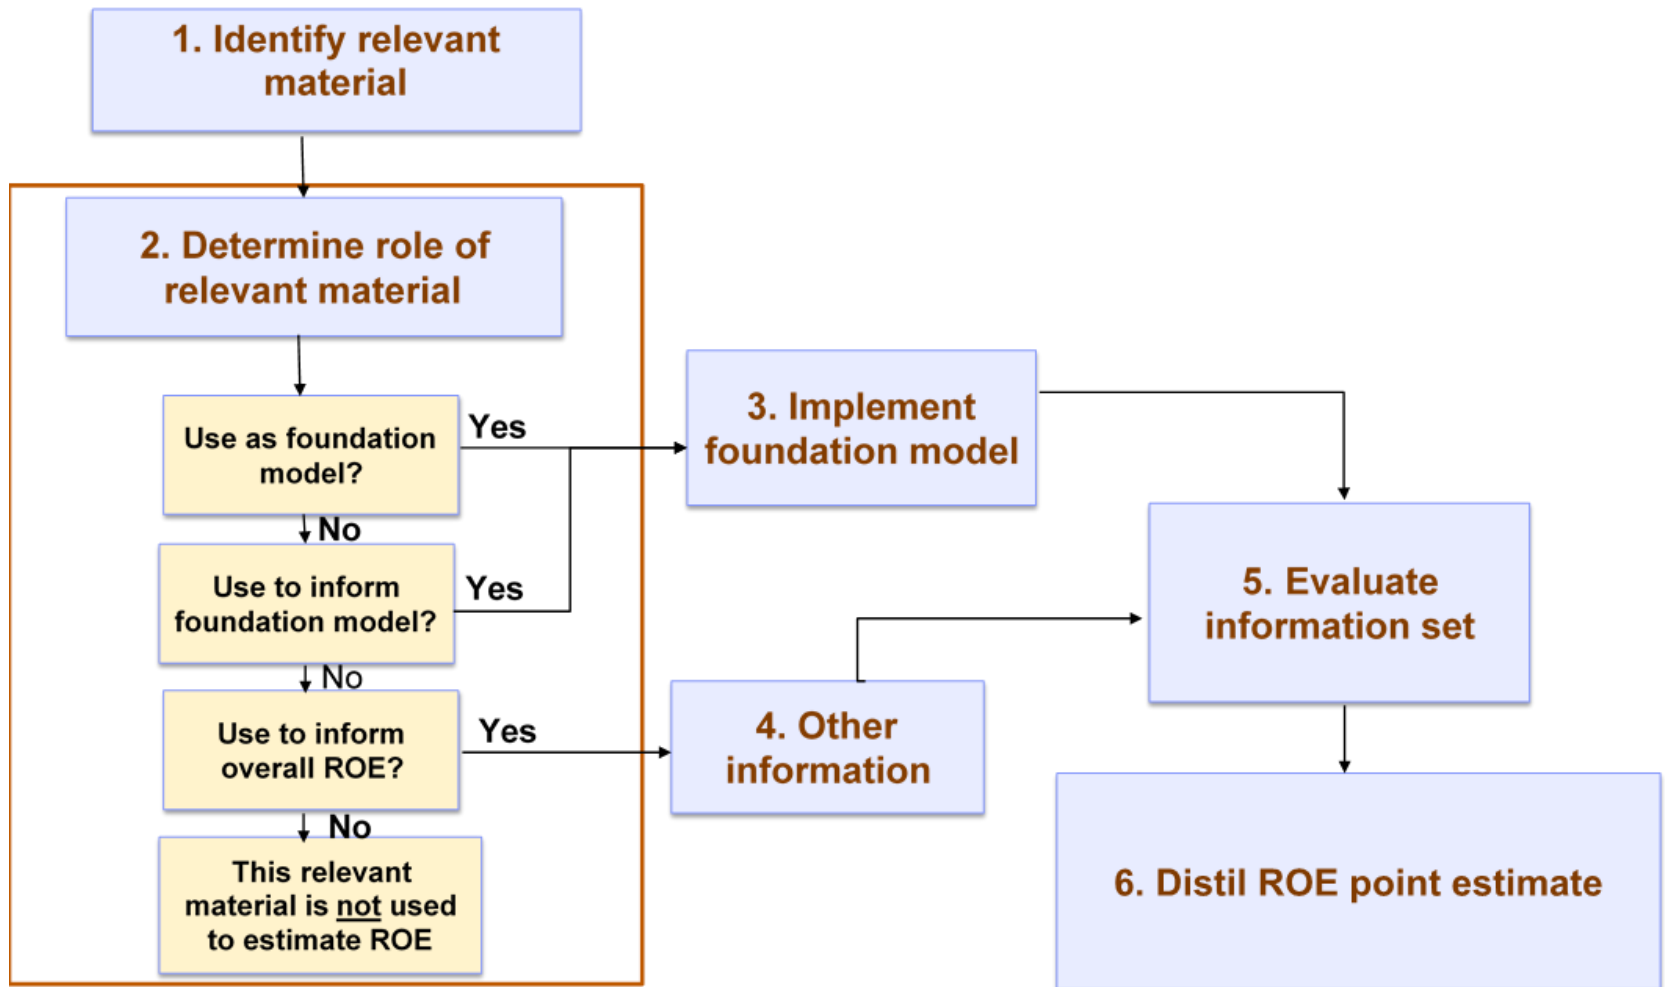 1. Identify relevant
material
2. Determine role of
relevant material
Use as foundation
model?
Yes
No
Use to inform
foundation model?
Yes
No
Use to inform
overall ROE?
Yes
No
This relevant
material is not used
to estimate ROE
3. Implement
foundation model
4. Other
information
5. Evaluate
information set
6. Distil ROE point estimate